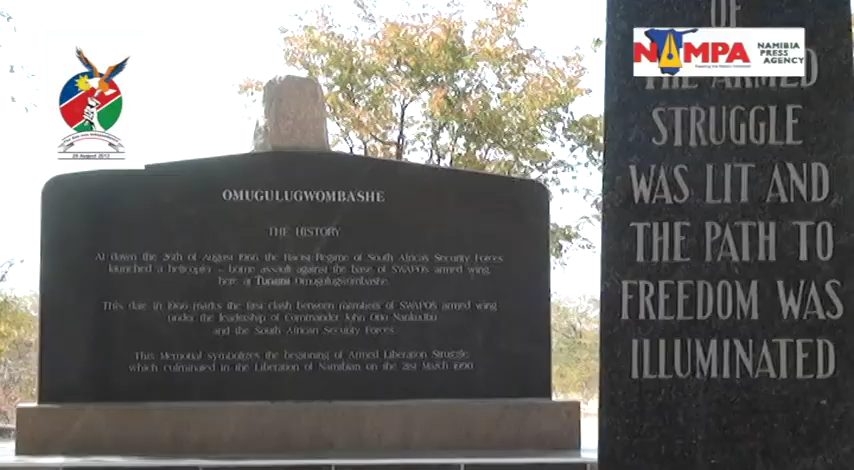 OMUGULUGWOMBASHE
THE HISTORY
At dawn the 26th of August 1966 the Racist Regime of South Africa's Security Forces
launched a helicopter - borne assault against the base of SWAPO's armed wing
here at Tunumi Omugulugwombashe.
This date in 1966 marks the first clash between members of SWAPO'S armed wing
under the leadership of Commander John Otto Nankudhu
and the South African Security Forces.
This Memorial symbolizes the beginning of Armed Liberation Struggle,
which culminated in the Liberation of Namibian on the 21st March 1990.
OF
THE ARMED
STRUGGLE
WAS LIT AND
THE PATH TO
FREEDOM WAS
ILLUMINATED
NAMPA
NAMIBIA
PRESS
AGENCY
26 August 2013